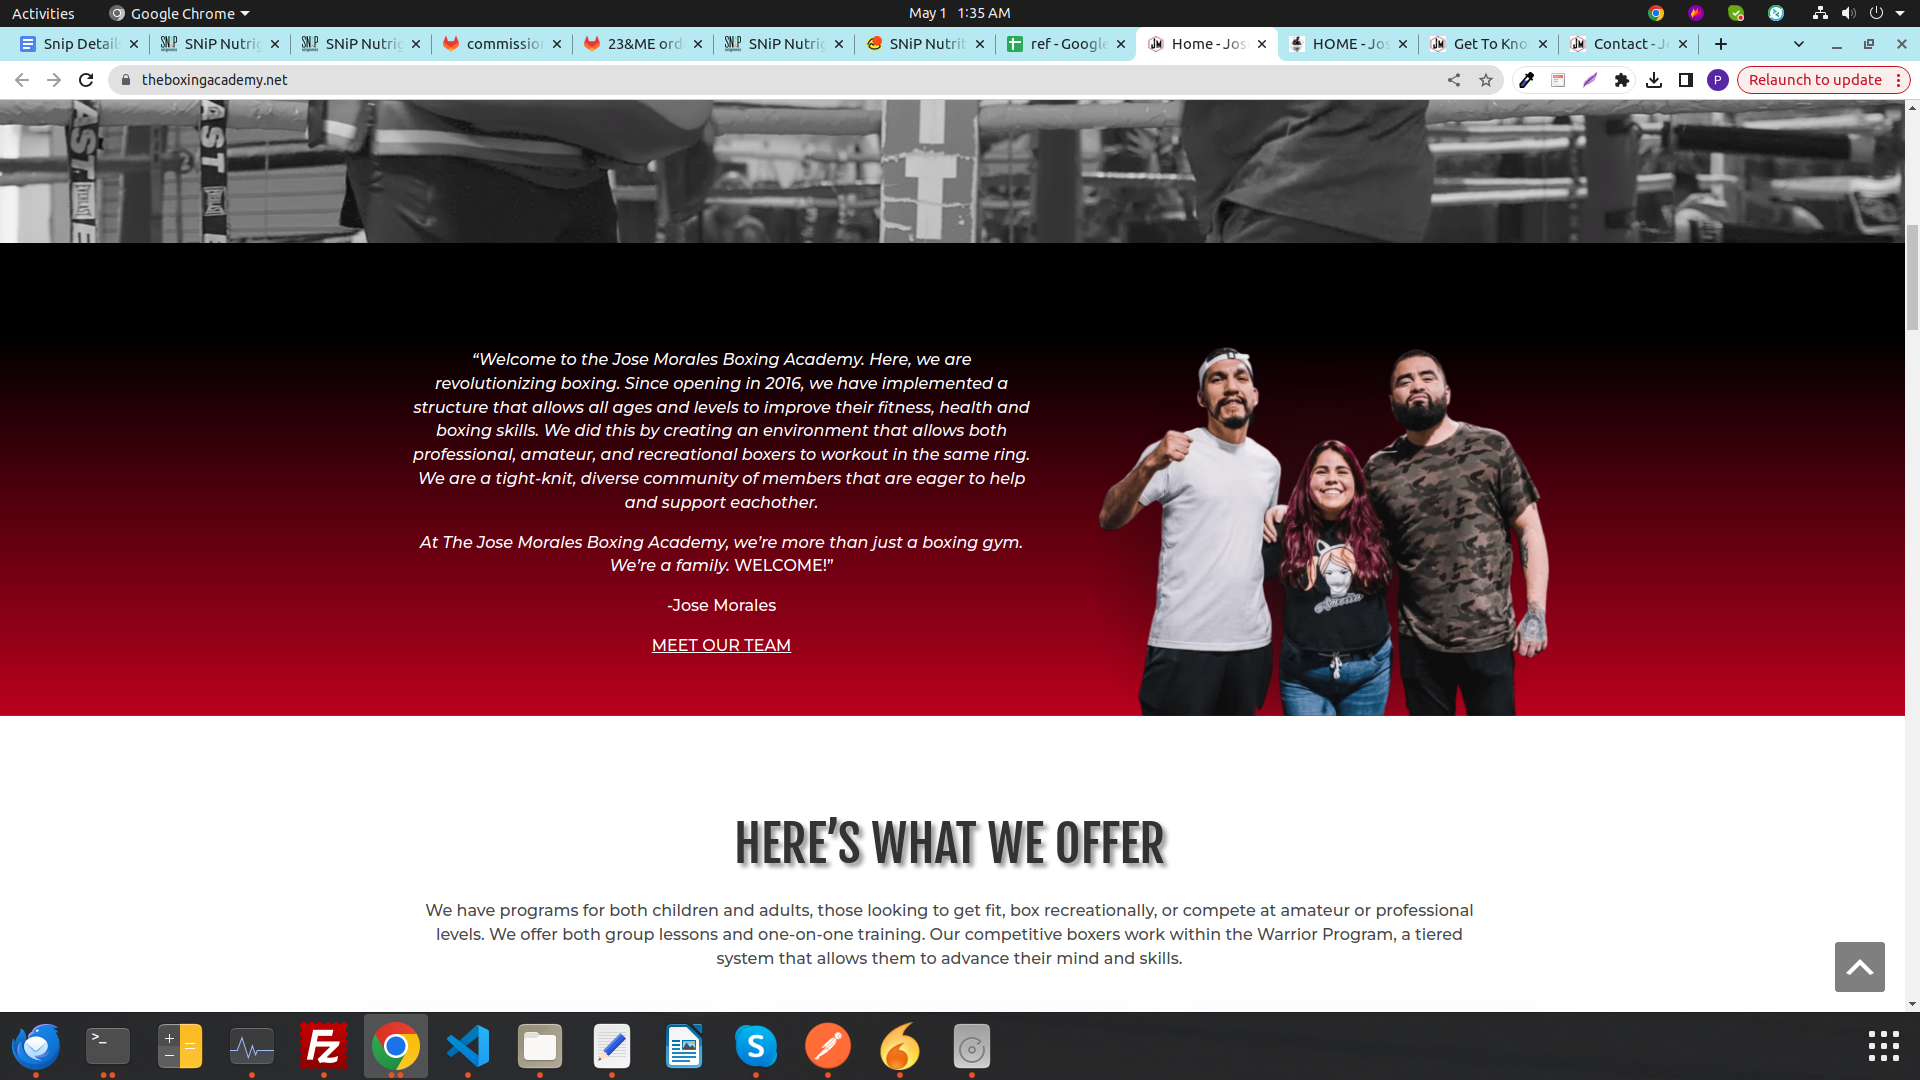 Activities
Google Chrome
May 1 1:35 AM
Snip Detail
SNiP Nutrig
SNiP Nutrig
commission
23&ME ord
SNiP Nutrig
SNiP Nutrit
ref - Google
Home - Jos
HOME - Jos
Get To Kno
Contact - Jo
theboxingacademy.net
P
Relaunch to update
“Welcome to the Jose Morales Boxing Academy. Here, we are
revolutionizing boxing. Since opening in 2016, we have implemented a
structure that allows all ages and levels to improve their fitness, health and
boxing skills. We did this by creating an environment that allows both
professional, amateur, and recreational boxers to workout in the same ring.
We are a tight-knit, diverse community of members that are eager to help
and support eachother.
At The Jose Morales Boxing Academy, we’re more than just a boxing gym.
We’re a family. WELCOME!”
-Jose Morales
MEET OUR TEAM
HERE’S WHAT WE OFFER
We have programs for both children and adults, those looking to get fit, box recreationally, or compete at amateur or professional
levels. We offer both group lessons and one-on-one training. Our competitive boxers work within the Warrior Program, a tiered
system that allows them to advance their mind and skills.